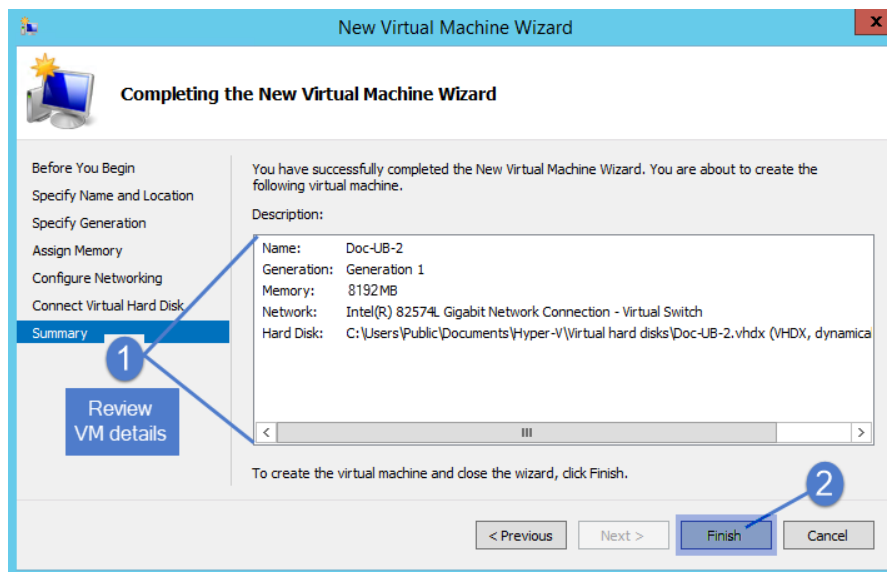 New Virtual Machine Wizard
x
Completing the New Virtual Machine Wizard
Before You Begin
Specify Name and Location
Specify Generation
Assign Memory
Configure Networking
Connect Virtual Hard Disk
Summary
1
Review
VM details
You have successfully completed the New Virtual Machine Wizard. You are about to create the
following virtual machine.
Description:
Name: Doc-UB-2
Generation: Generation 1
Memory: 8192 MB
Network: Intel(R) 82574L Gigabit Network Connection - Virtual Switch
Hard Disk: C:\Users\Public\Documents\Hyper-V\Virtual hard disks\Doc-UB-2.vhdx (VHDX, dynamica
To create the virtual machine and close the wizard, click Finish.
2
< Previous
Next >
Finish
Cancel